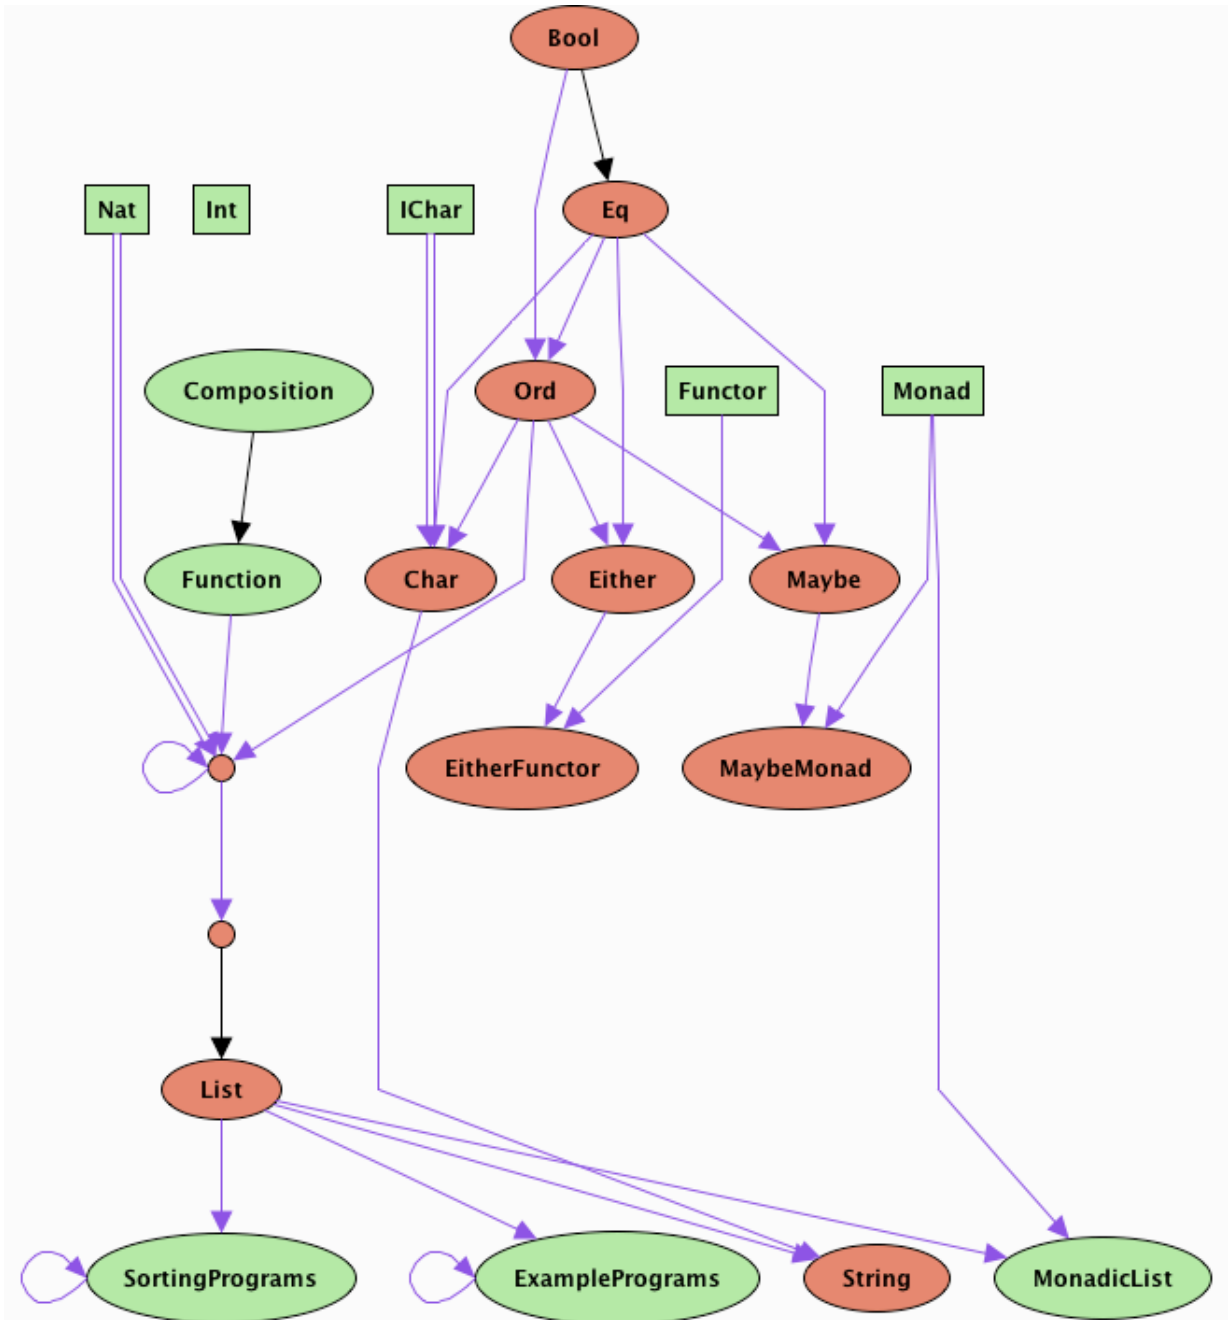 Bool
Nat
Int
IChar
Eq
Composition
Ord
Functor
Monad
Function
Char
Either
Maybe
EitherFunctor
MaybeMonad
List
SortingPrograms
ExamplePrograms
String
MonadicList